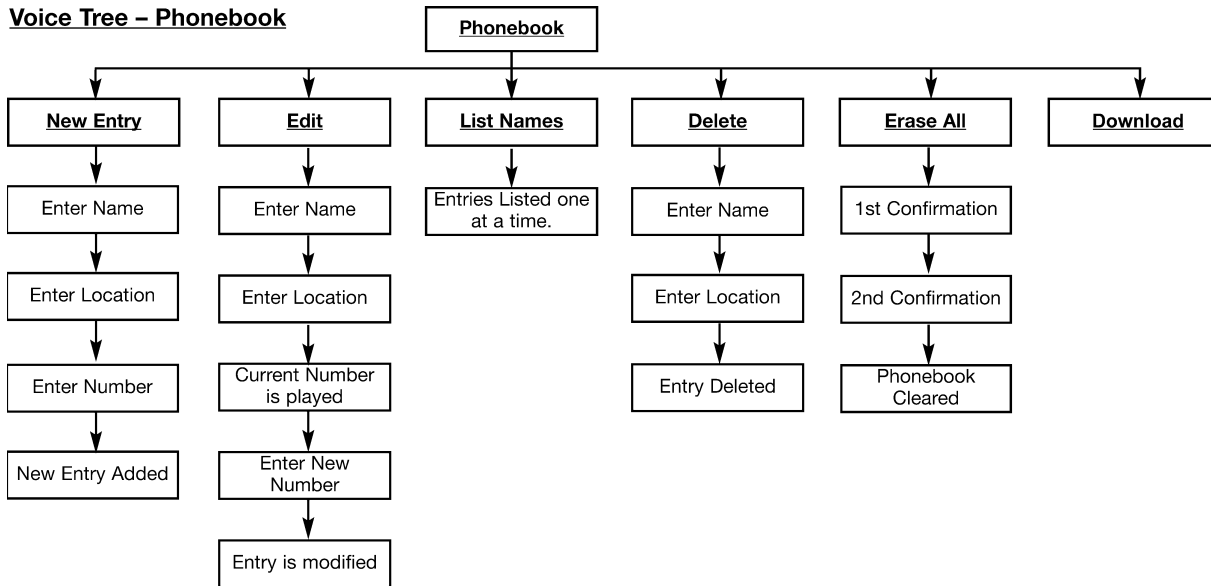 Voice Tree – Phonebook
Phonebook
New Entry
Edit
List Names
Delete
Erase All
Download
Enter Name
Enter Name
Entries Listed one
at a time.
Enter Name
1st Confirmation
Enter Location
Enter Location
Enter Location
2nd Confirmation
Enter Number
Current Number
is played
Entry Deleted
Phonebook
Cleared
New Entry Added
Enter New
Number
Entry is modified